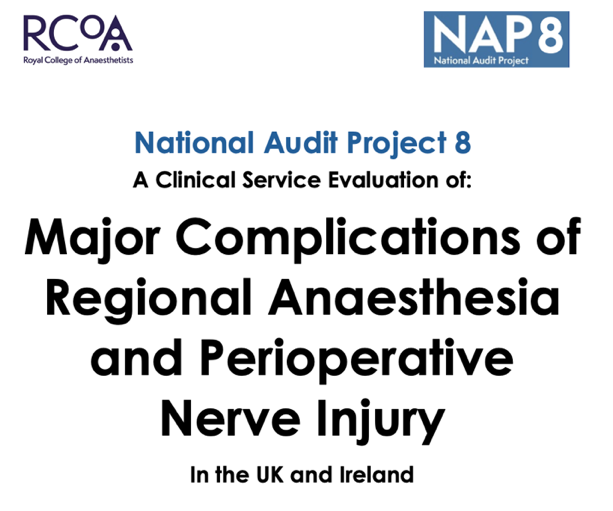 RCoA
Royal College of Anaesthetists
NAP8
National Audit Project
National Audit Project 8
A Clinical Service Evaluation of:
Major Complications of
Regional Anaesthesia
and Perioperative
Nerve Injury
In the UK and Ireland